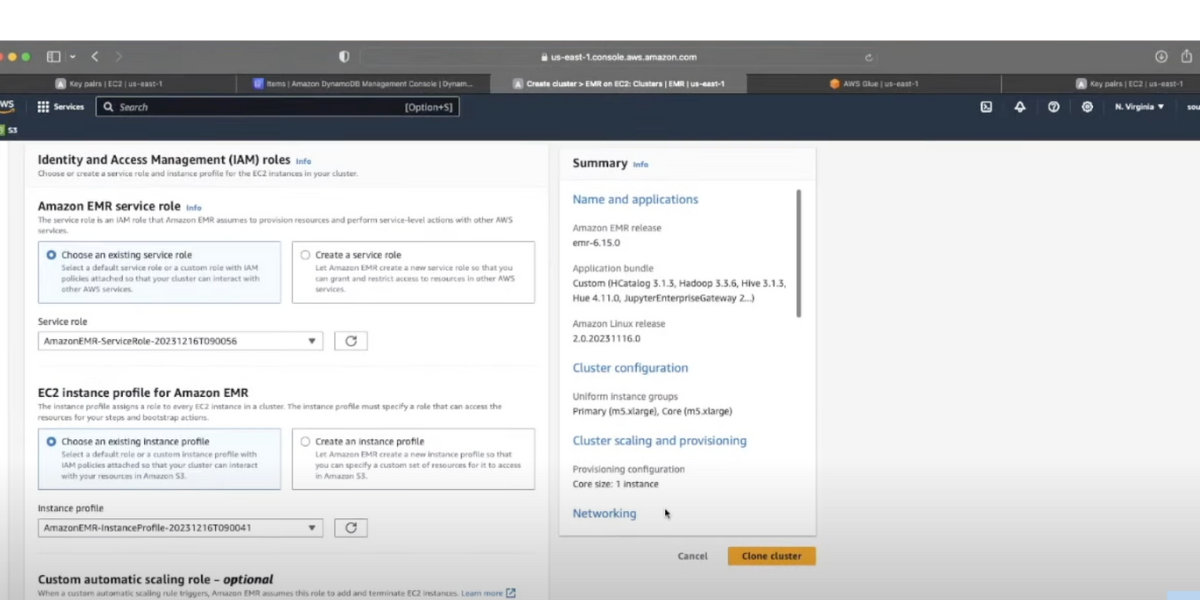 us-east-1.console.aws.amazon.com
Key pairs | EC2 | us-east-1
Items | Amazon DynamoDB Management Console | Dynam...
Create cluster > EMR on EC2: Clusters | EMR | us-east-1
AWS Glue | us-east-1
Key pairs | EC2 | us-east-1
Services
Search
[Option+S]
N. Virginia
sou
S3
Identity and Access Management (IAM) roles Info
Choose or create a service role and instance profile for the EC2 instances in your cluster.
Amazon EMR service role Info
The service role is an IAM role that Amazon EMR assumes to provision resources and perform service-level actions with other AWS
services.
Choose an existing service role
Select a default service role or a custom role with IAM
policies attached so that your cluster can interact with
other AWS services.
Create a service role
Let Amazon EMR create a new service role so that you
can grant and restrict access to resources in other AWS
services.
Service role
AmazonEMR-ServiceRole-20231216T090056
EC2 instance profile for Amazon EMR
The instance profile assigns a role to every EC2 instance in a cluster. The instance profile must specify a role that can access the
resources for your steps and bootstrap actions.
Choose an existing instance profile
Select a default role or a custom instance profile with
IAM policies attached so that your cluster can interact
with your resources in Amazon S3.
Create an instance profile
Let Amazon EMR create a new instance profile so that
you can specify a custom set of resources for it to access
in Amazon S3.
Instance profile
AmazonEMR-InstanceProfile-20231216T090041
Custom automatic scaling role - optional
When a custom automatic scaling rule triggers, Amazon EMR assumes this role to add and terminate EC2 instances. Learn more
Summary Info
Name and applications
Amazon EMR release
emr-6.15.0
Application bundle
Custom (HCatalog 3.1.3, Hadoop 3.3.6, Hive 3.1.3,
Hue 4.11.0, JupyterEnterpriseGateway 2...)
Amazon Linux release
2.0.20231116.0
Cluster configuration
Uniform instance groups
Primary (m5.xlarge), Core (m5.xlarge)
Cluster scaling and provisioning
Provisioning configuration
Core size: 1 instance
Networking
Cancel
Clone cluster